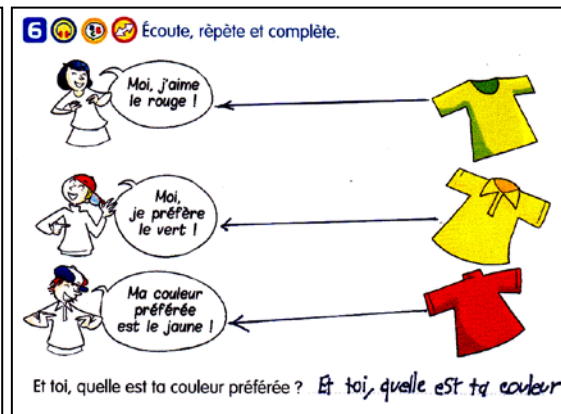 6 Écoute, rèpète et complète.
Moi, j'aime
le rouge !
Moi,
je préfère
le vert !
Ma couleur
préférée
est le jaune !
Et toi, quelle est ta couleur préférée ? Et toi, quelle est ta couleur